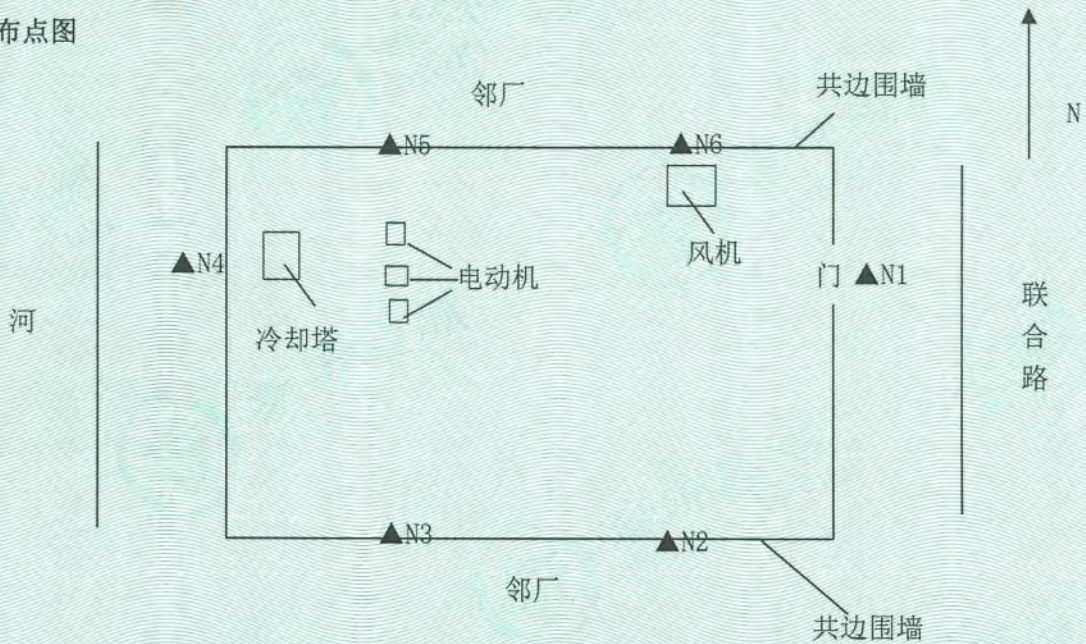 布点图
邻厂
共边围墙
N
▲N5
▲N6
风机
▲N4
电动机
门 ▲N1
河
冷却塔
联合路
▲N3
▲N2
邻厂
共边围墙